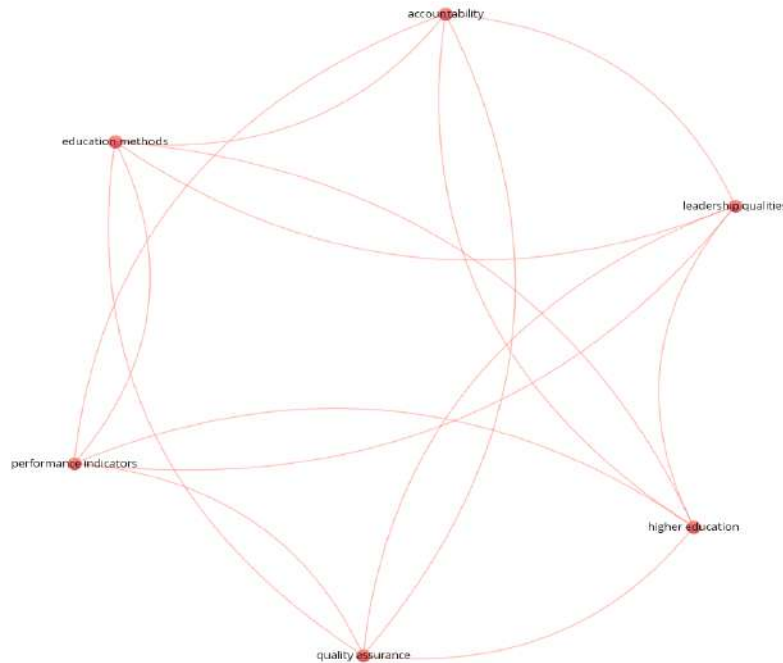 accountability
education methods
leadership qualities
performance indicators
higher education
quality assurance